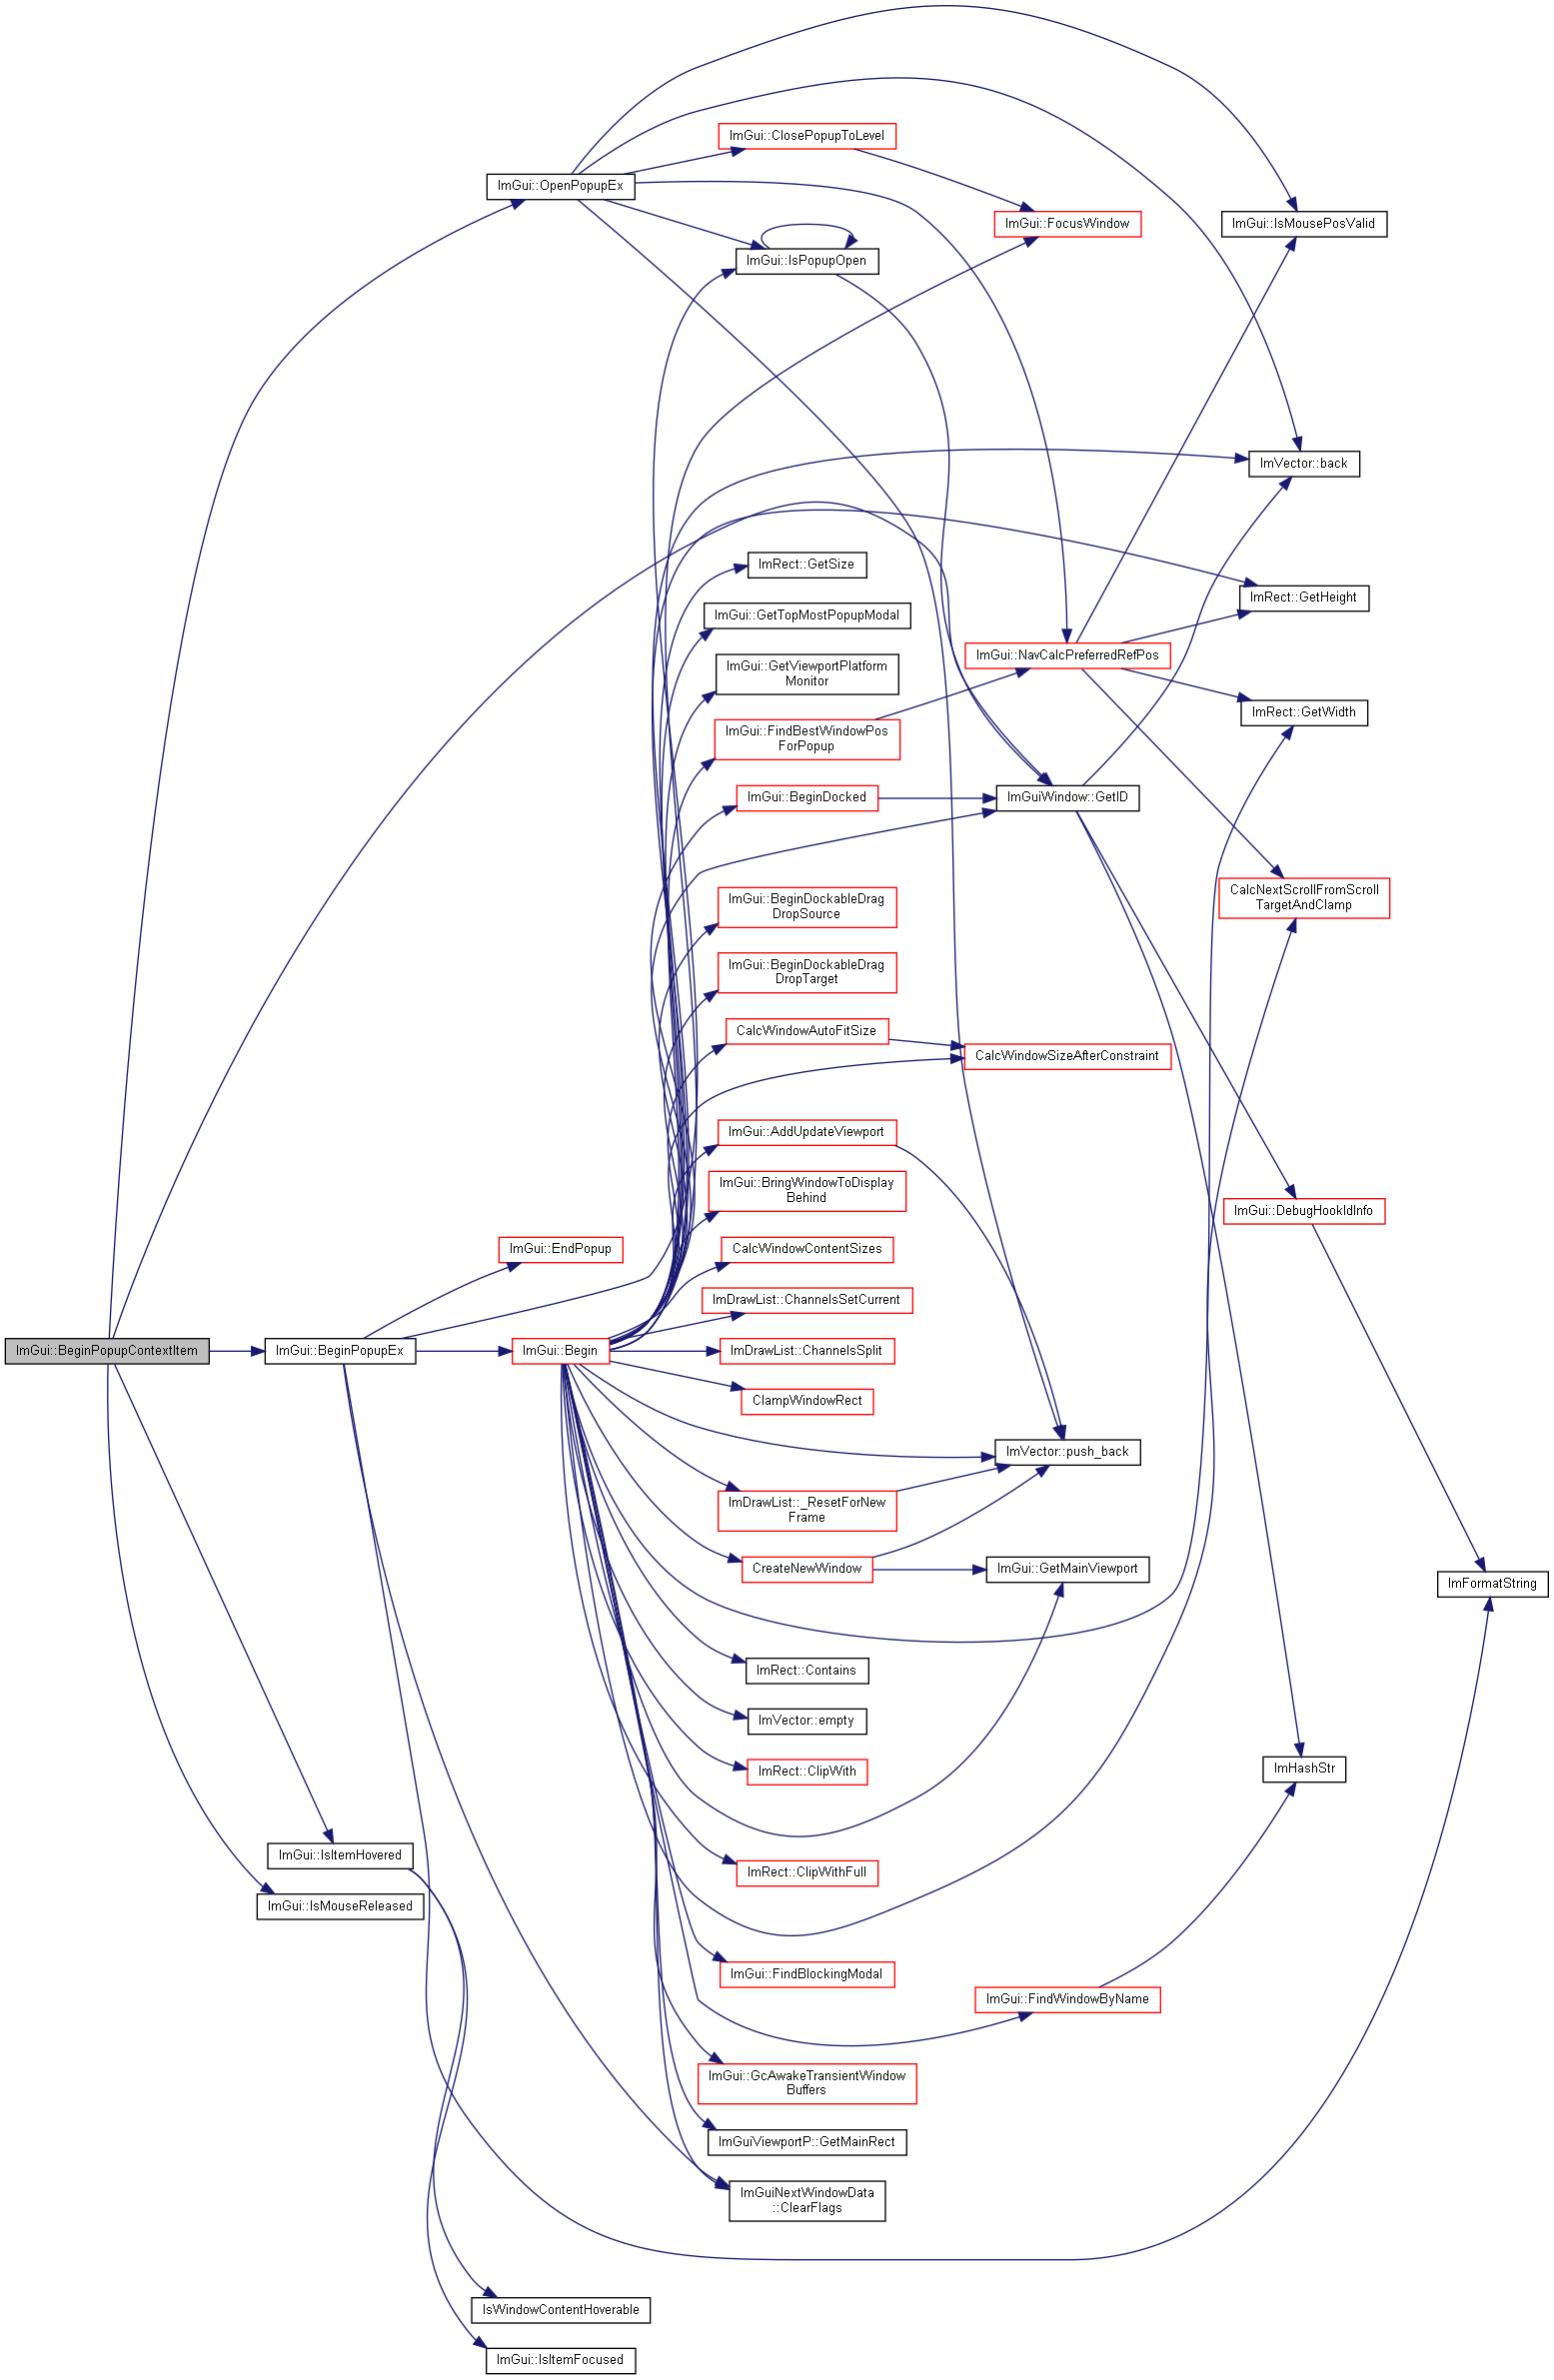 ImGui::ClosePopupToLevel
ImGui::OpenPopupEx
ImGui::FocusWindow
ImGui::IsMousePosValid
ImGui::IsPopupOpen
ImVector::back
ImRect::GetSize
ImRect::GetHeight
ImGui::GetTopMostPopupModal
ImGui::NavCalcPreferredRefPos
ImGui::GetViewportPlatform
Monitor
ImRect::GetWidth
ImGui::FindBestWindowPos
ForPopup
ImGui::BeginDocked
ImGuiWindow::GetID
CalcNextScrollFromScroll
TargetAndClamp
ImGui::BeginDockableDrag
DropSource
ImGui::BeginDockableDrag
DropTarget
CalcWindowAutoFitSize
CalcWindowSizeAfterConstraint
ImGui::AddUpdateViewport
ImGui::BringWindowToDisplay
Behind
ImGui::DebugHookIdInfo
ImGui::EndPopup
CalcWindowContentSizes
ImDrawList::ChannelsSetCurrent
ImGui::BeginPopupContextItem
ImGui::BeginPopupEx
ImGui::Begin
ImDrawList::ChannelsSplit
ClampWindowRect
ImVector::push_back
ImDrawList::_ResetForNew
Frame
CreateNewWindow
ImGui::GetMainViewport
ImFormatString
ImRect::Contains
ImVector::empty
ImRect::ClipWith
ImHashStr
ImGui::IsItemHovered
ImRect::ClipWithFull
ImGui::IsMouseReleased
ImGui::FindBlockingModal
ImGui::FindWindowByName
ImGui::GcAwakeTransientWindow
Buffers
ImGuiViewportP::GetMainRect
ImGuiNextWindowData
::ClearFlags
IsWindowContentHoverable
ImGui::IsItemFocused